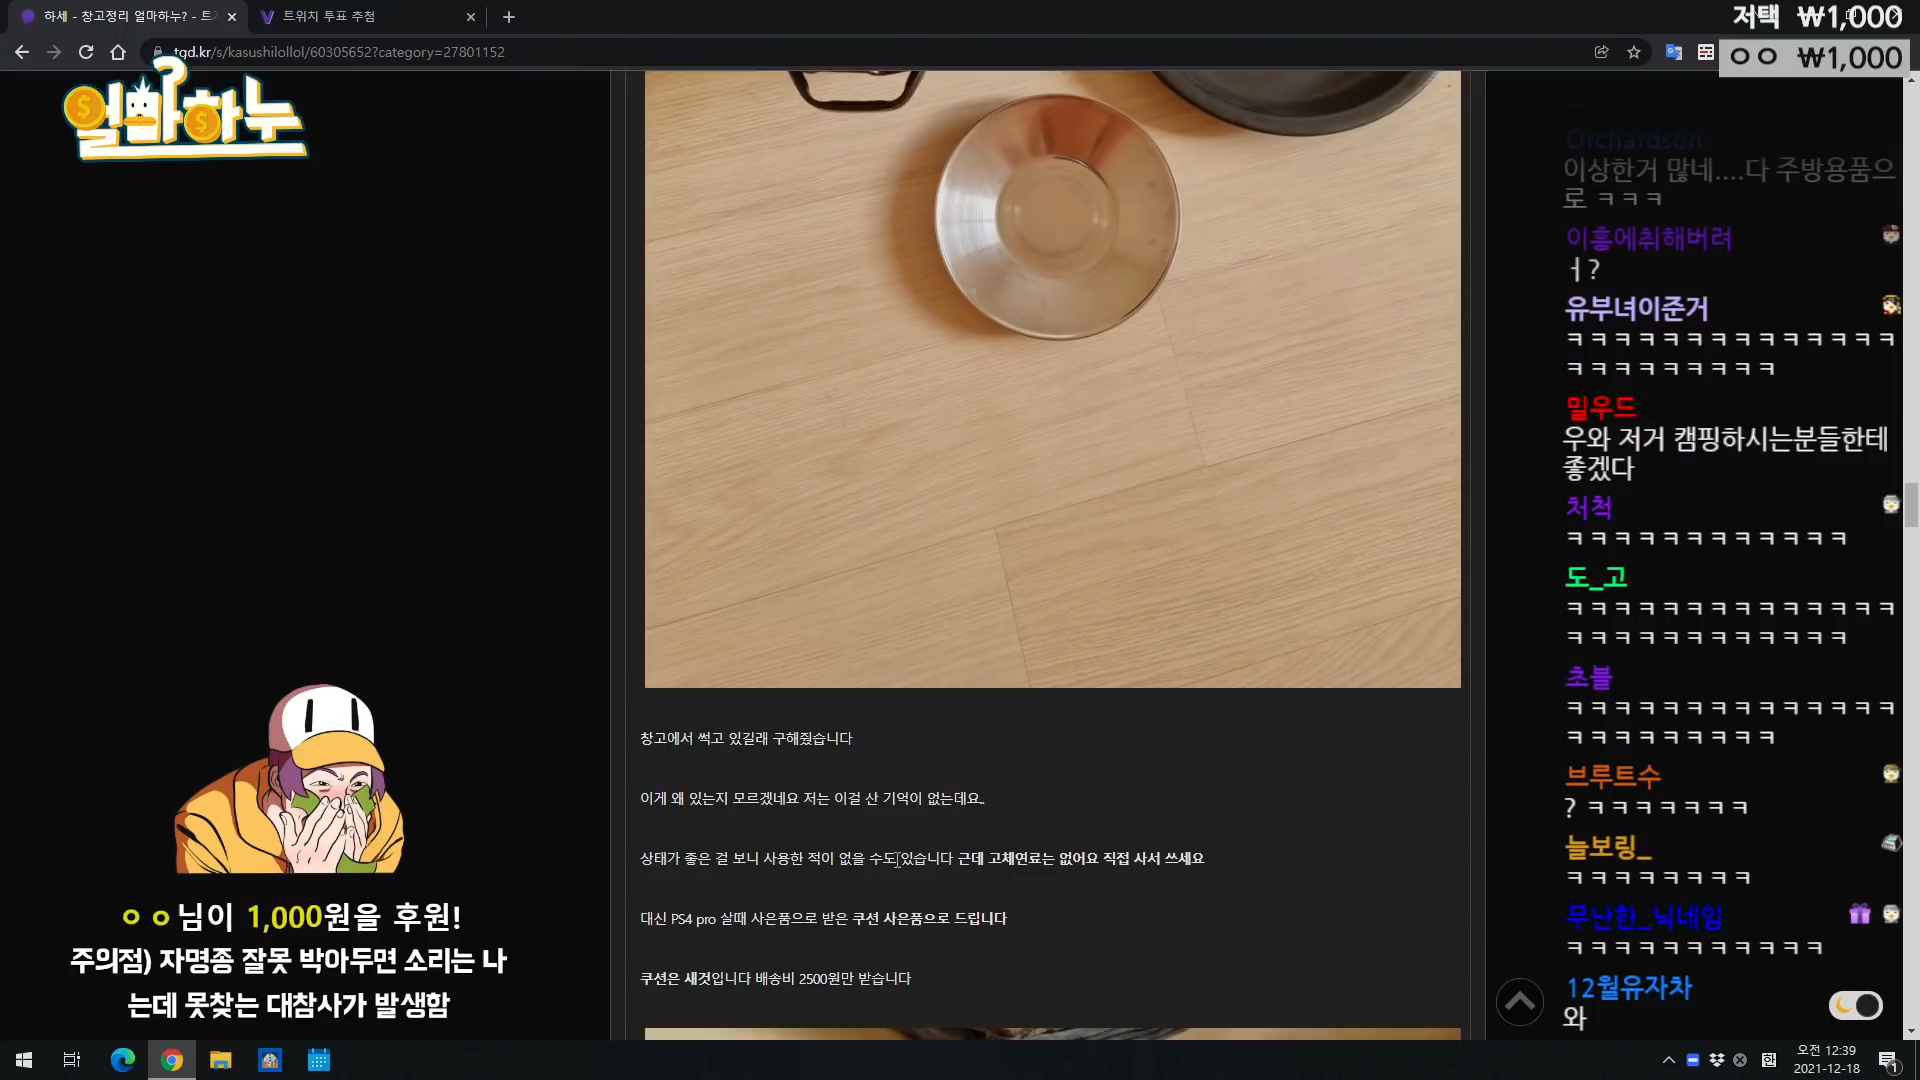 하세 - 창고정리 얼마하누? - 트
트위치 투표 추첨
tgd.kr/s/kasushilollol/60305652?category=27801152
저택 ₩1,000
ㅇㅇ ₩1,000
얼마하누?
Orchardson
이상한거 많네....다 주방용품으
로 ㅋㅋㅋ
이흥에취해버려
ㅓ?
유부녀이준거
ㅋㅋㅋㅋㅋㅋㅋㅋㅋㅋㅋㅋㅋㅋ
ㅋㅋㅋㅋㅋㅋㅋㅋㅋ
밀우드
우와 저거 캠핑하시는분들한테
좋겠다
처척
ㅋㅋㅋㅋㅋㅋㅋㅋㅋㅋㅋㅋ
도_고
ㅋㅋㅋㅋㅋㅋㅋㅋㅋㅋㅋㅋㅋㅋ
ㅋㅋㅋㅋㅋㅋㅋㅋㅋㅋㅋㅋ
초블
ㅋㅋㅋㅋㅋㅋㅋㅋㅋㅋㅋㅋㅋㅋ
ㅋㅋㅋㅋㅋㅋㅋㅋㅋ
브루트수
? ㅋㅋㅋㅋㅋㅋㅋ
늘보링_
ㅋㅋㅋㅋㅋㅋㅋㅋ
무난한_닉네임
ㅋㅋㅋㅋㅋㅋㅋㅋㅋㅋㅋ
12월유자차
와
창고에서 썩고 있길래 구해줬습니다
이게 왜 있는지 모르겠네요 저는 이걸 산 기억이 없는데요..
상태가 좋은 걸 보니 사용한 적이 없을 수도 있습니다 근데 고체연료는 없어요 직접 사서 쓰세요
대신 PS4 pro 살때 사은품으로 받은 쿠션 사은품으로 드립니다
쿠션은 새것입니다 배송비 2500원만 받습니다
ㅇㅇ님이 1,000원을 후원!
주의점) 자명종 잘못 박아두면 소리는 나
는데 못찾는 대참사가 발생함
한
오전 12:39
2021-12-18
1